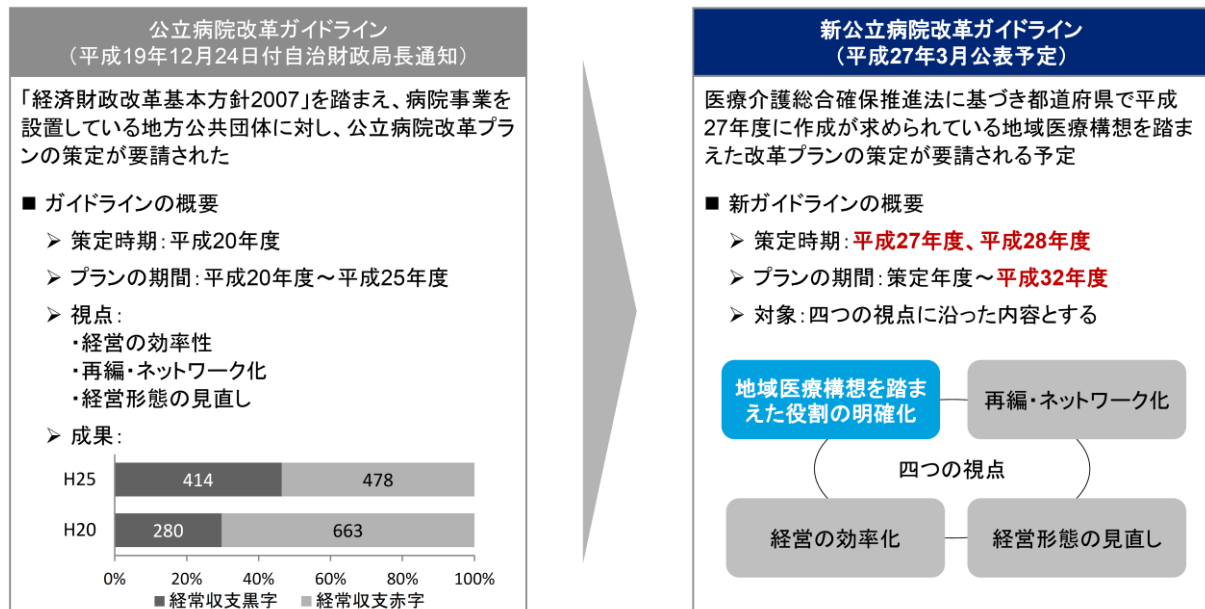 公立病院改革ガイドライン
（平成19年12月24日付自治財政局長通知）
「経済財政改革基本方針2007」を踏まえ、病院事業を
設置している地方公共団体に対し、公立病院改革プラ
ンの策定が要請された
■ ガイドラインの概要
➢ 策定時期：平成20年度
➢ プランの期間：平成20年度～平成25年度
➢ 視点：
・経営の効率性
・再編・ネットワーク化
・経営形態の見直し
➢ 成果：
H25 414 478
H20 280 663
0% 20% 40% 60% 80% 100%
■経常収支黒字 ■経常収支赤字
新公立病院改革ガイドライン
（平成27年3月公表予定）
医療介護総合確保推進法に基づき都道府県で平成
27年度に作成が求められている地域医療構想を踏ま
えた改革プランの策定が要請される予定
■ 新ガイドラインの概要
➢ 策定時期：平成27年度、平成28年度
➢ プランの期間：策定年度～平成32年度
➢ 対象：四つの視点に沿った内容とする
地域医療構想を踏ま
えた役割の明確化
再編・ネットワーク化
四つの視点
経営の効率化
経営形態の見直し